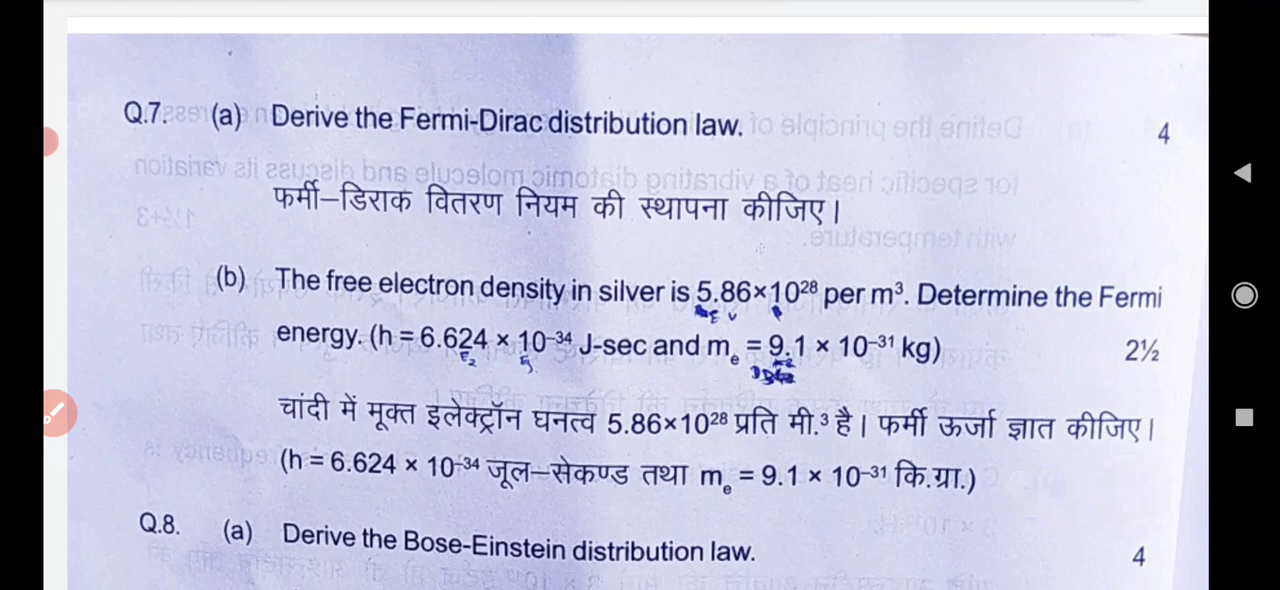 Q.7. (a) Derive the Fermi-Dirac distribution law. 4
फर्मी–डिराक वितरण नियम की स्थापना कीजिए।
(b) The free electron density in silver is 5.86×10²⁸ per m³. Determine the Fermi
energy. (h = 6.624 × 10⁻³⁴ J-sec and mₑ = 9.1 × 10⁻³¹ kg) 2½
चांदी में मुक्त इलेक्ट्रॉन घनत्व 5.86×10²⁸ प्रति मी.³ है। फर्मी ऊर्जा ज्ञात कीजिए।
(h = 6.624 × 10⁻³⁴ जूल–सेकण्ड तथा mₑ = 9.1 × 10⁻³¹ कि.ग्रा.)
Q.8. (a) Derive the Bose-Einstein distribution law. 4